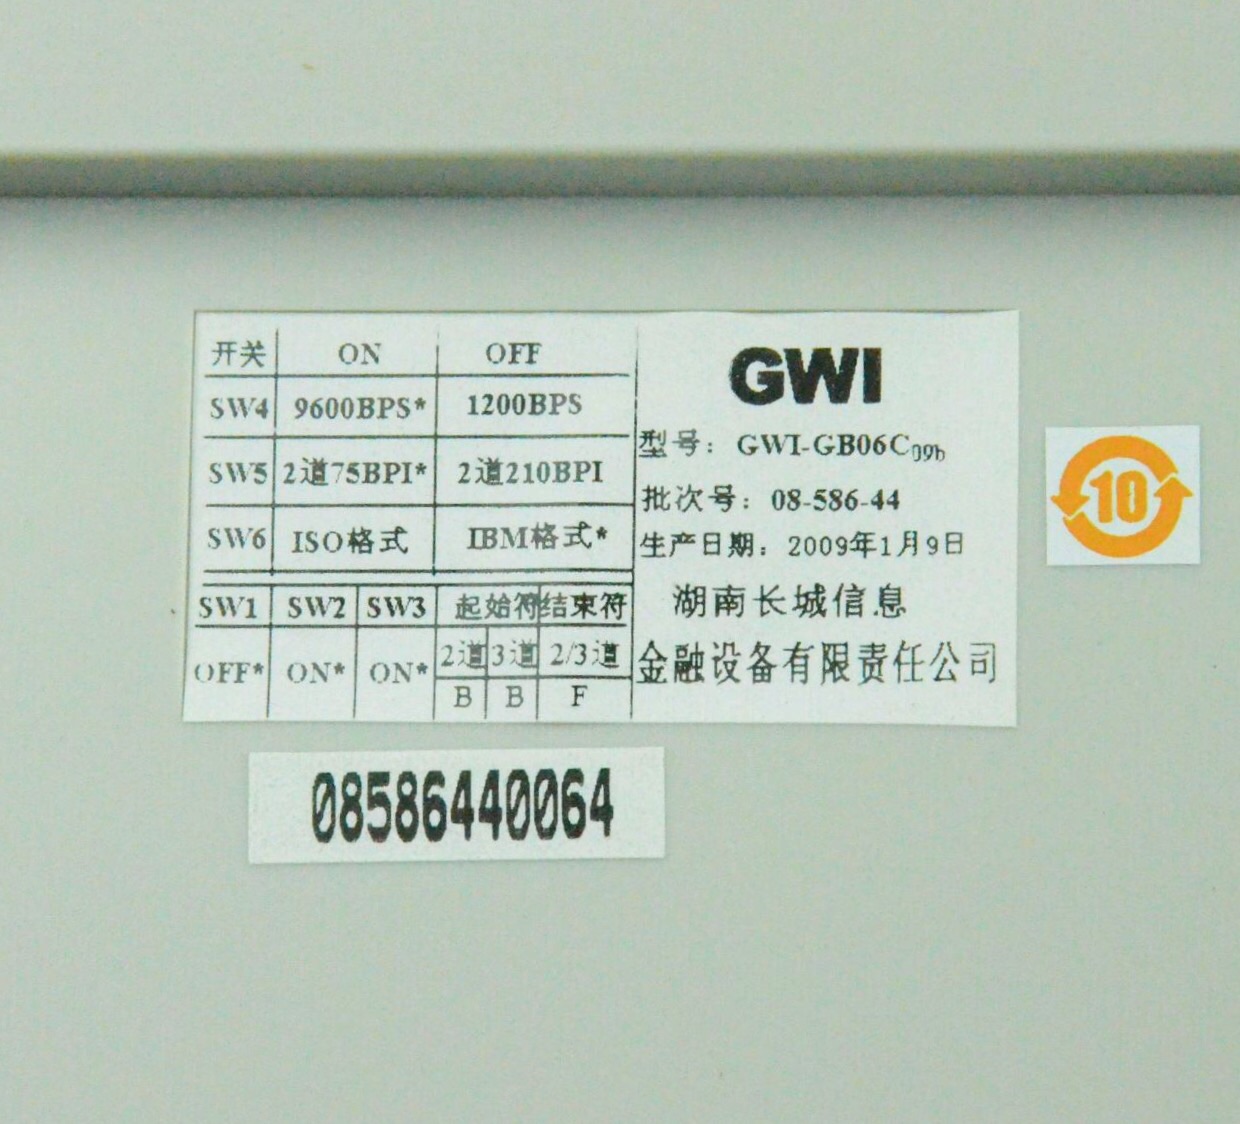 开关 ON OFF
SW4 9600BPS* 1200BPS
SW5 2道75BPI* 2道210BPI
SW6 ISO格式 IBM格式*
SW1 SW2 SW3 起始符 结束符
OFF* ON* ON* 2道 3道 2/3道
B B F
GWI
型号：GWI-GB06C09b
批次号：08-586-44
生产日期：2009年1月9日
湖南长城信息
金融设备有限责任公司
10
08586440064